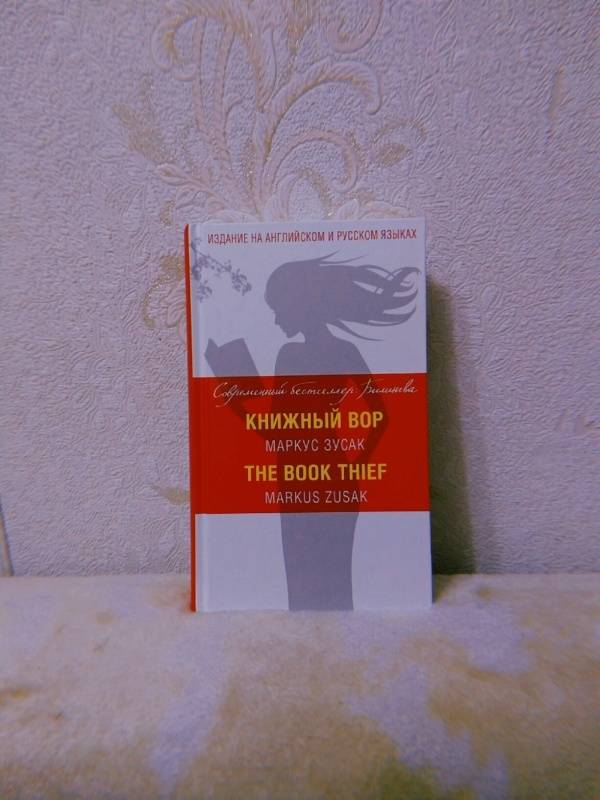 ИЗДАНИЕ НА АНГЛИЙСКОМ И РУССКОМ ЯЗЫКАХ
Современный бестселлер: Билингва
КНИЖНЫЙ ВОР
МАРКУС ЗУСАК
THE BOOK THIEF
MARKUS ZUSAK